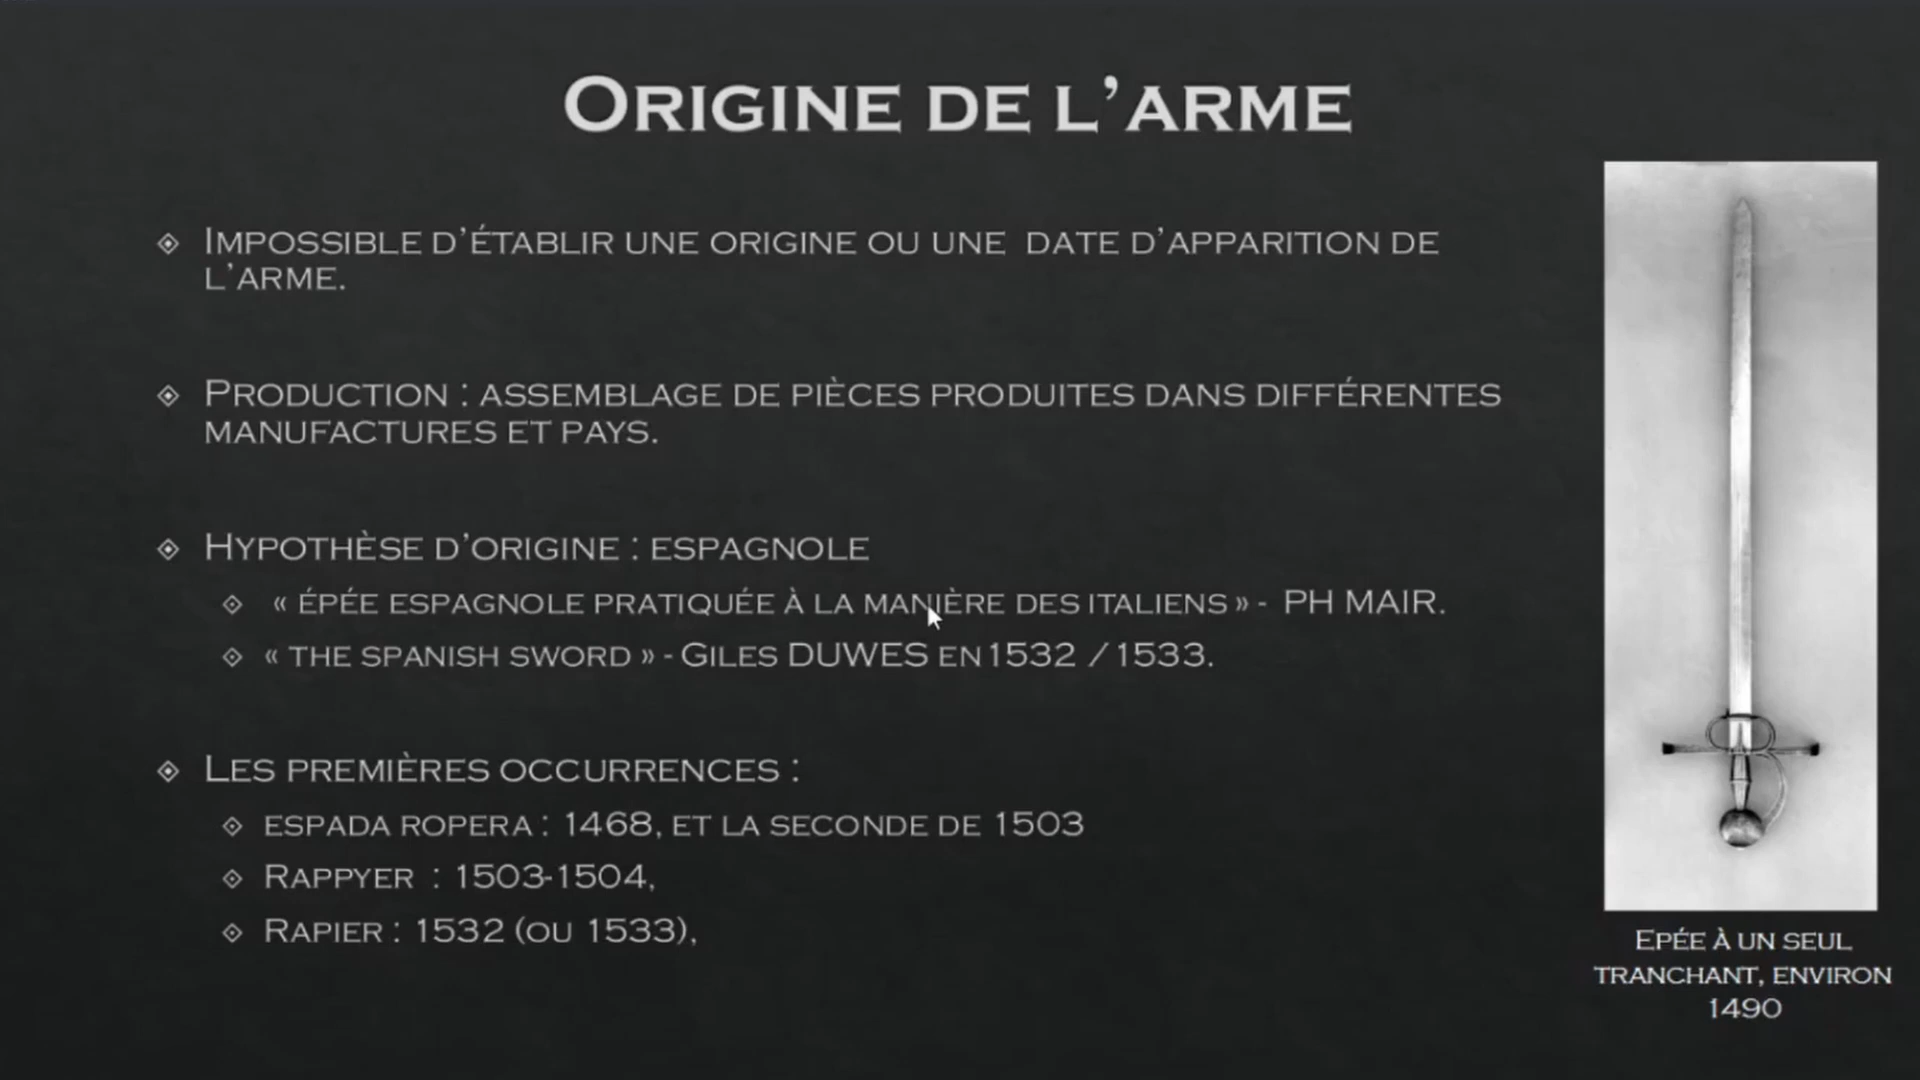 Origine de l'arme
Impossible d'établir une origine ou une date d'apparition de
l'arme.
Production : assemblage de pièces produites dans différentes
manufactures et pays.
Hypothèse d'origine : espagnole
« épée espagnole pratiquée à la manière des italiens » - PH MAIR.
« the spanish sword » - Giles DUWES en 1532 / 1533.
Les premières occurrences :
espada ropera : 1468, et la seconde de 1503
Rappyer : 1503-1504,
Rapier : 1532 (ou 1533),
Epée à un seul
tranchant, environ
1490